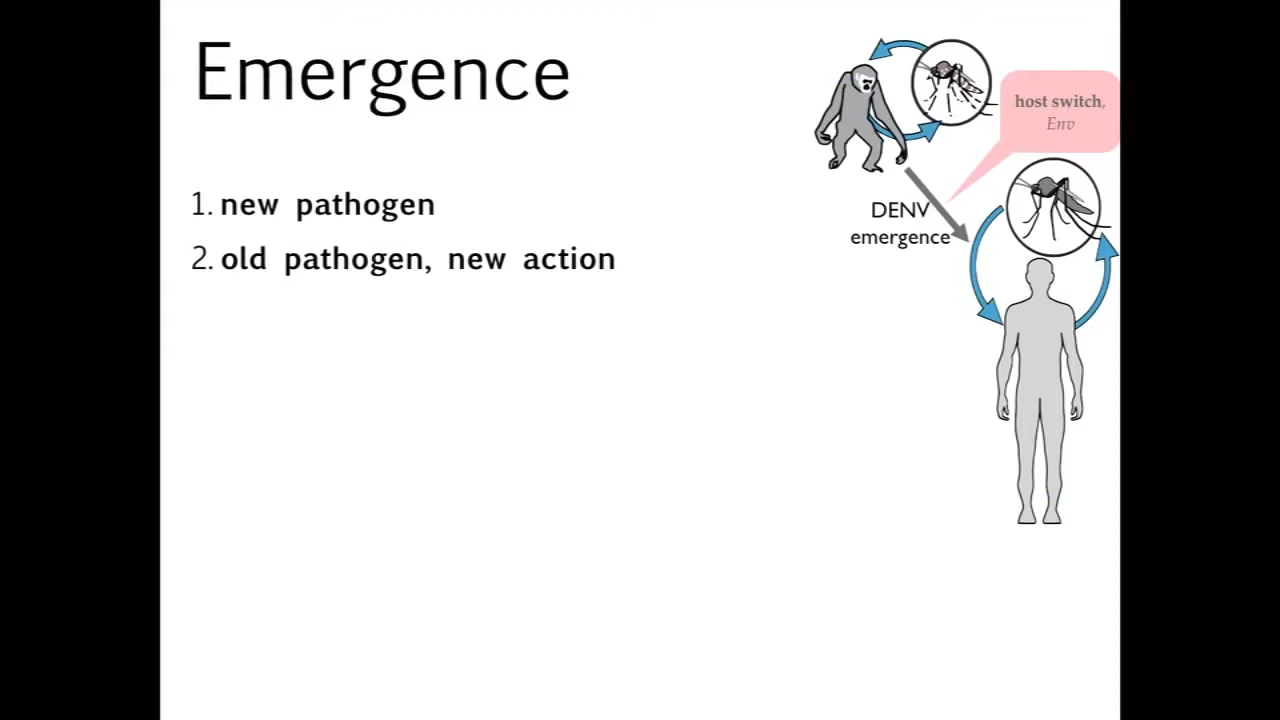 Emergence
1. new pathogen
2. old pathogen, new action
host switch,
Env
DENV
emergence